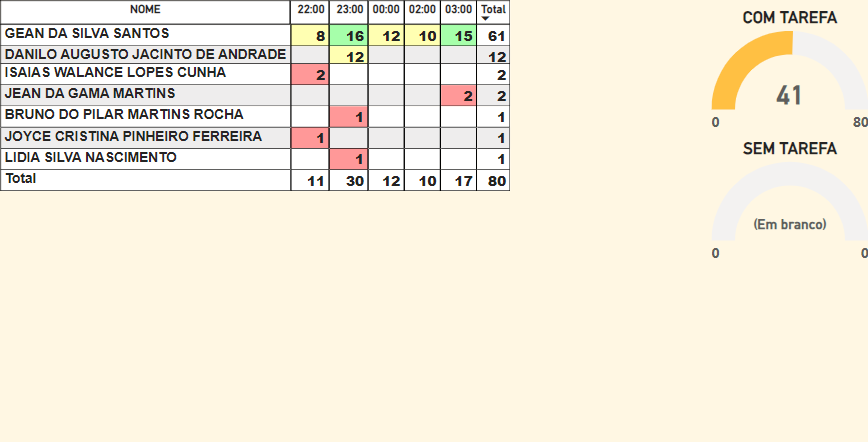 NOME 22:00 23:00 00:00 02:00 03:00 Total
GEAN DA SILVA SANTOS 8 16 12 10 15 61
DANILO AUGUSTO JACINTO DE ANDRADE 12 12
ISAIAS WALANCE LOPES CUNHA 2 2
JEAN DA GAMA MARTINS 2 2
BRUNO DO PILAR MARTINS ROCHA 1 1
JOYCE CRISTINA PINHEIRO FERREIRA 1 1
LIDIA SILVA NASCIMENTO 1 1
Total 11 30 12 10 17 80
COM TAREFA
41
0 80
SEM TAREFA
(Em branco)
0 0